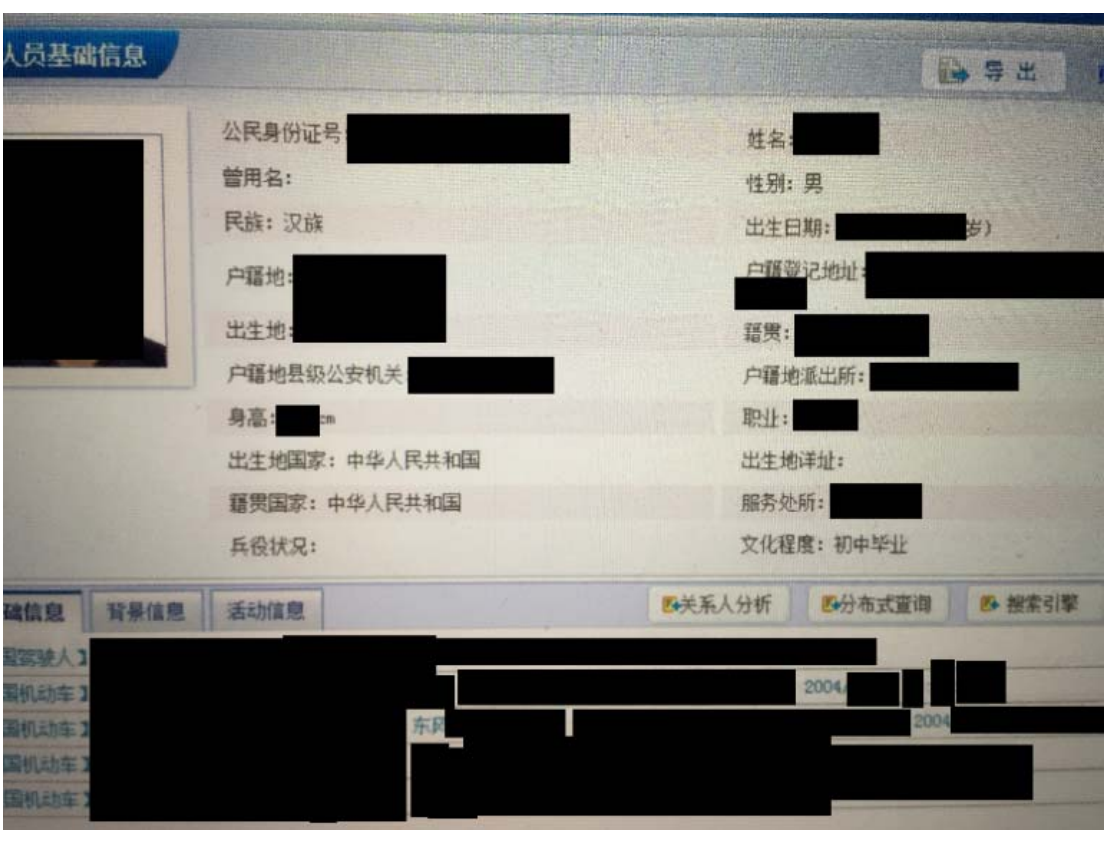 人员基础信息
导出
公民身份证号:
姓名:
曾用名:
性别: 男
民族: 汉族
出生日期: 岁)
户籍地:
户籍登记地址:
出生地:
籍贯:
户籍地县级公安机关
户籍地派出所:
身高: cm
职业:
出生地国家: 中华人民共和国
出生地详址:
籍贯国家: 中华人民共和国
服务处所:
兵役状况:
文化程度: 初中毕业
础信息 背景信息 活动信息 关系人分析 分布式查询 搜索引擎
国驾驶人】
国机动车】 2004/
国机动车】 东风 2004
国机动车】
国机动车】